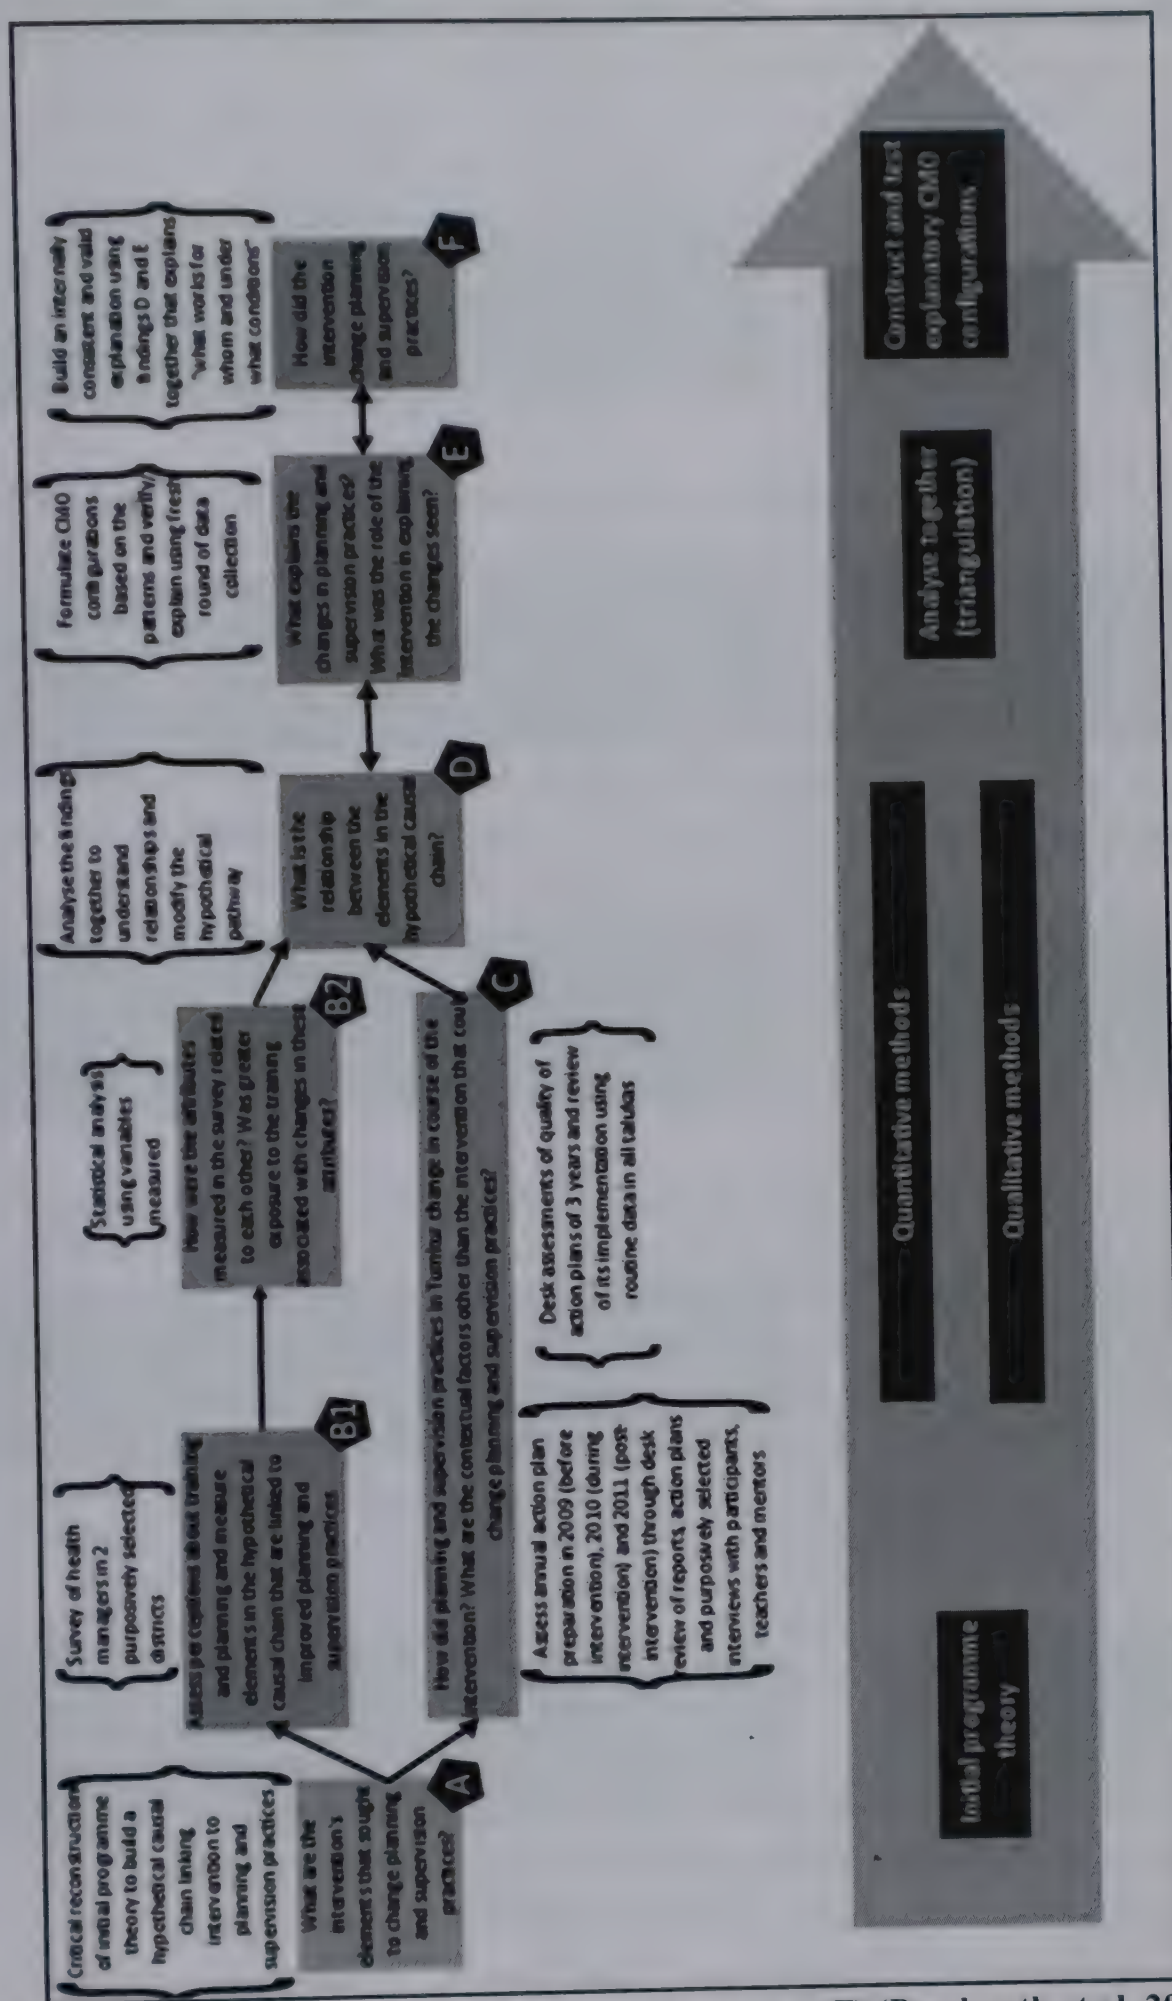 Critical reconstruction
of initial programme
theory to build a
hypothetical causal
chain linking
intervention to
planning and
supervision practices
What are the
intervention's
elements that sought
to change planning
and supervision
practices?
A
Survey of health
managers in 2
purposively selected
districts
Assess perceptions about training
and planning and measure
elements in the hypothetical
causal chain that are linked to
improved planning and
supervision practices
B1
Statistical analysis
using variables
measured
How were the attributes
measured in the survey related
to each other? Was greater
exposure to the training
associated with changes in these
attributes?
B2
How did planning and supervision practices in Tumkur change in course of the
intervention? What are the contextual factors other than the intervention that coul
change planning and supervision practices?
C
Assess annual action plan
preparation in 2009 (before
intervention), 2010 (during
intervention) and 2011 (post-
intervention) through desk
eview of reports, action plans
and purposively selected
interviews with participants,
teachers and mentors
Desk assessments of quality of
action plans of 3 years and review
of its implementation using
routine data in all talukas
Analyse the findings
together to
understand
relationships and
modify the
hypothetical
pathway
What is the
relationship
between the
elements in the
hypothetical causal
chain?
D
Formulate CMO
configurations
based on the
patterns and verify/
explain using fresh
round of data
collection
What explains the
changes in planning and
supervision practices?
What was the role of the
intervention in explaining
the changes seen?
E
Build an internally
consistent and valid
explanation using
findings D and E
together that explains
"what works for
whom and under
what conditions"
How did the
intervention
change planning
and supervision
practices?
F
Initial programme
theory
Quantitative methods
Qualitative methods
Analyse together
(triangulation)
Construct and test
explanatory CMO
configurations